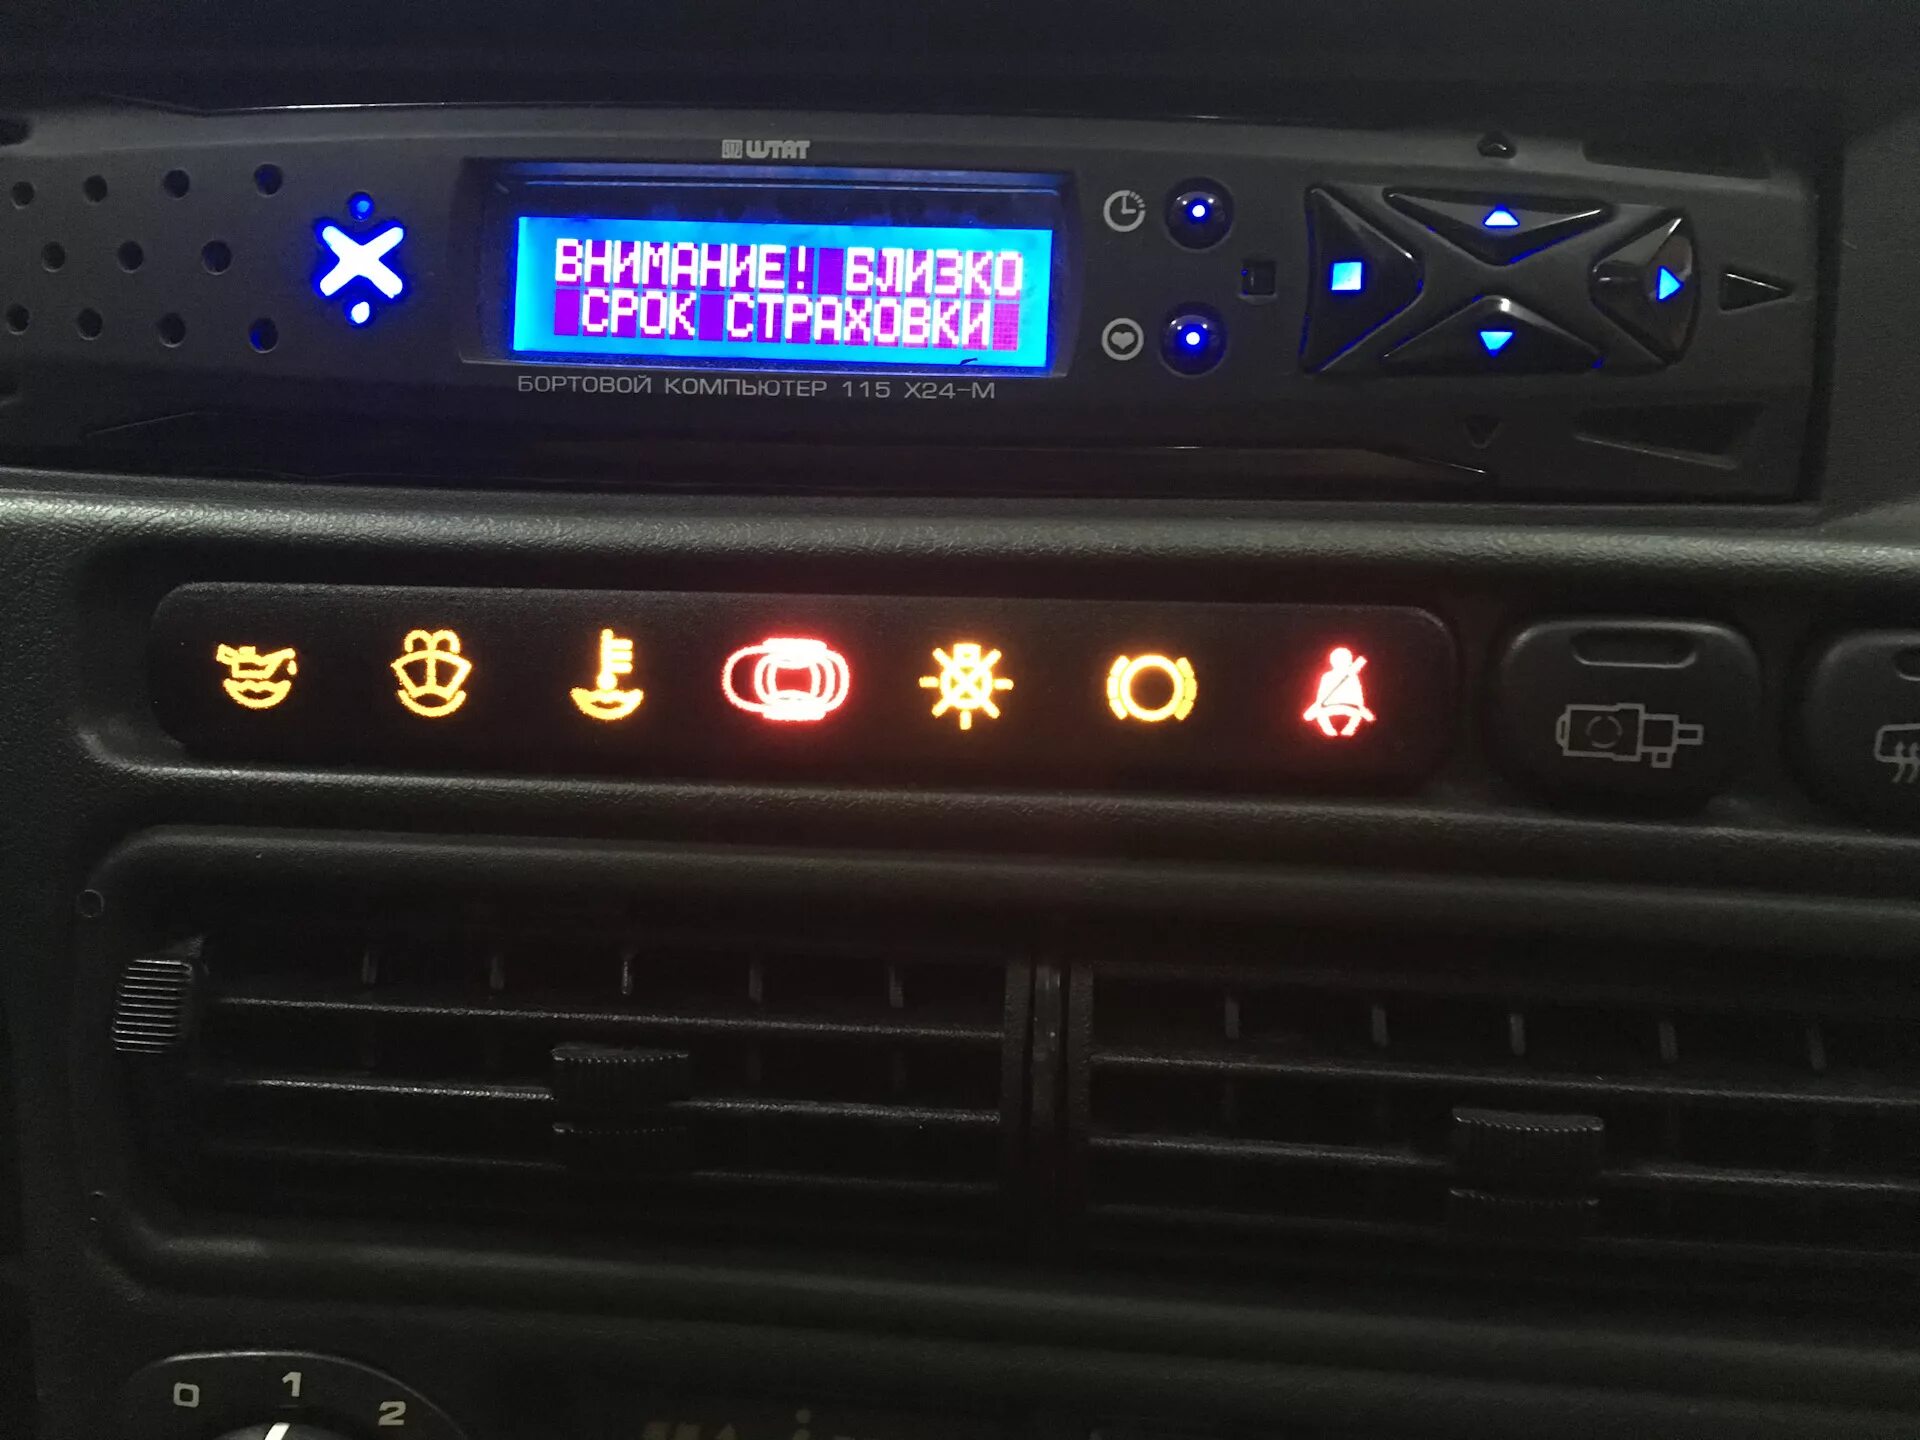 ШТАТ
ВНИМАНИЕ! БЛИЗКО
СРОК СТРАХОВКИ
БОРТОВОЙ КОМПЬЮТЕР 115 X24-M
0 1 2